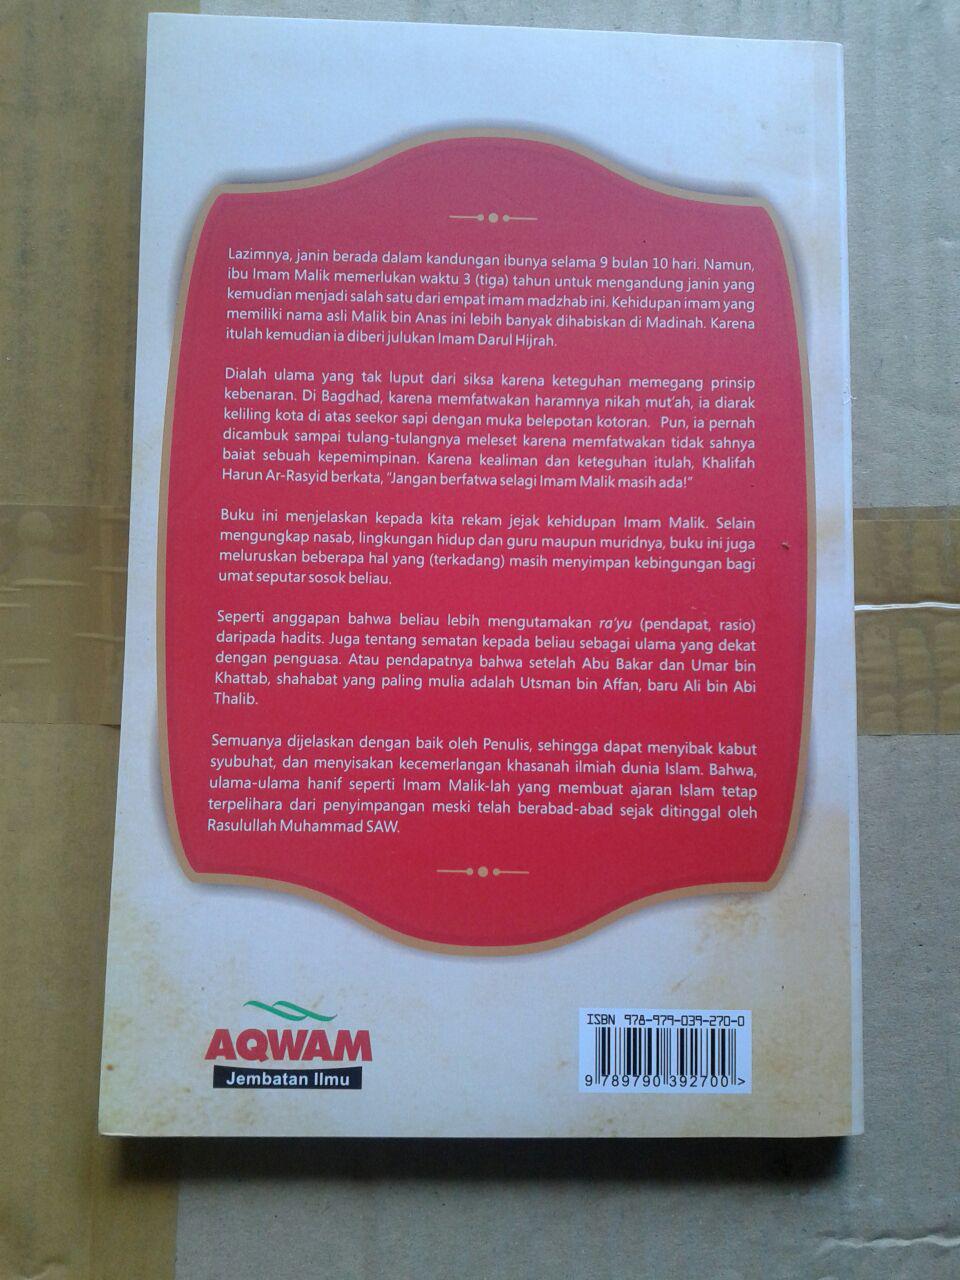 Lazimnya, janin berada dalam kandungan ibunya selama 9 bulan 10 hari. Namun,
ibu Imam Malik memerlukan waktu 3 (tiga) tahun untuk mengandung janin yang
kemudian menjadi salah satu dari empat imam madzhab ini. Kehidupan imam yang
memiliki nama asli Malik bin Anas ini lebih banyak dihabiskan di Madinah. Karena
itulah kemudian ia diberi julukan Imam Darul Hijrah.
Dialah ulama yang tak luput dari siksa karena keteguhan memegang prinsip
kebenaran. Di Bagdhad, karena memfatwakan haramnya nikah mut'ah, ia diarak
keliling kota di atas seekor sapi dengan muka belepotan kotoran. Pun, ia pernah
dicambuk sampai tulang-tulangnya meleset karena memfatwakan tidak sahnya
baiat sebuah kepemimpinan. Karena kealiman dan keteguhan itulah, Khalifah
Harun Ar-Rasyid berkata, "Jangan berfatwa selagi Imam Malik masih ada!"
Buku ini menjelaskan kepada kita rekam jejak kehidupan Imam Malik. Selain
mengungkap nasab, lingkungan hidup dan guru maupun muridnya, buku ini juga
meluruskan beberapa hal yang (terkadang) masih menyimpan kebingungan bagi
umat seputar sosok beliau.
Seperti anggapan bahwa beliau lebih mengutamakan ra'yu (pendapat, rasio)
daripada hadits. Juga tentang sematan kepada beliau sebagai ulama yang dekat
dengan penguasa. Atau pendapatnya bahwa setelah Abu Bakar dan Umar bin
Khattab, shahabat yang paling mulia adalah Utsman bin Affan, baru Ali bin Abi
Thalib.
Semuanya dijelaskan dengan baik oleh Penulis, sehingga dapat menyibak kabut
syubuhat, dan menyisakan kecemerlangan khasanah ilmiah dunia Islam. Bahwa,
ulama-ulama hanif seperti Imam Malik-lah yang membuat ajaran Islam tetap
terpelihara dari penyimpangan meski telah berabad-abad sejak ditinggal oleh
Rasulullah Muhammad SAW.
AQWAM
Jembatan Ilmu
ISBN 978-979-039-270-0
9 789790 392700 >